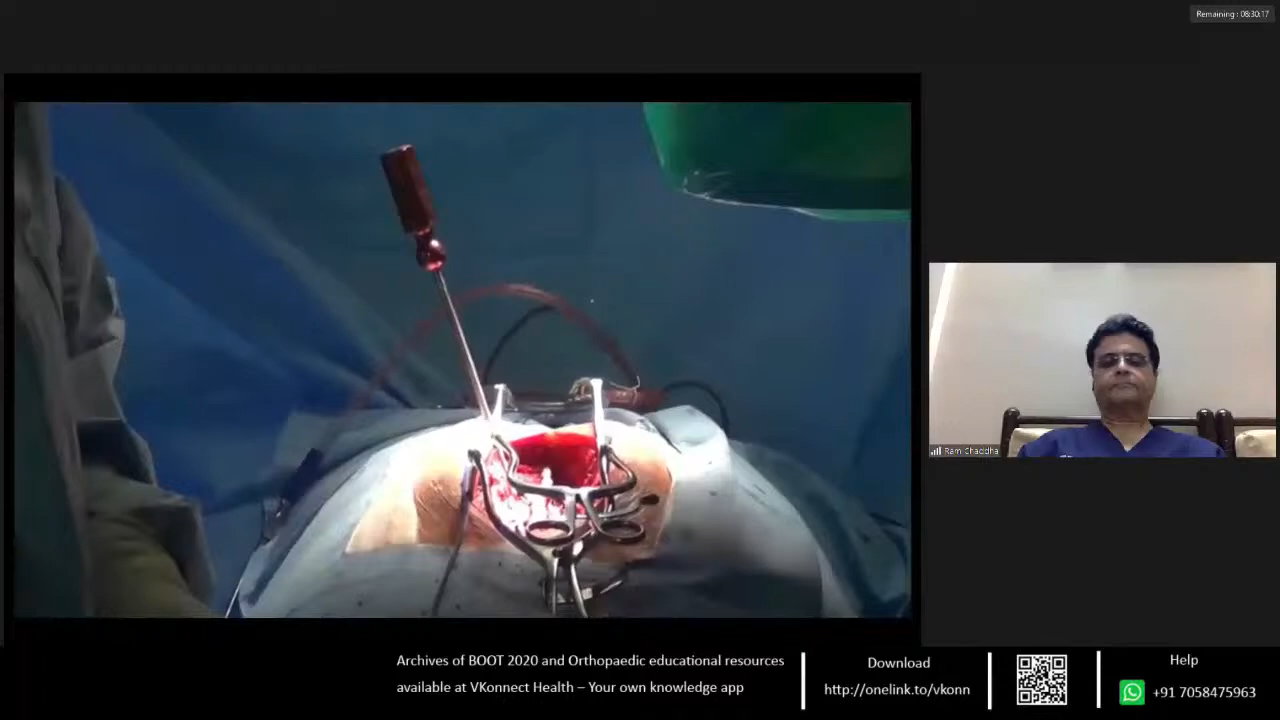 Remaining : 08:30:17
Ram Chaddha
Archives of BOOT 2020 and Orthopaedic educational resources
available at VKonnect Health – Your own knowledge app
Download
http://onelink.to/vkonn
Help
+91 7058475963